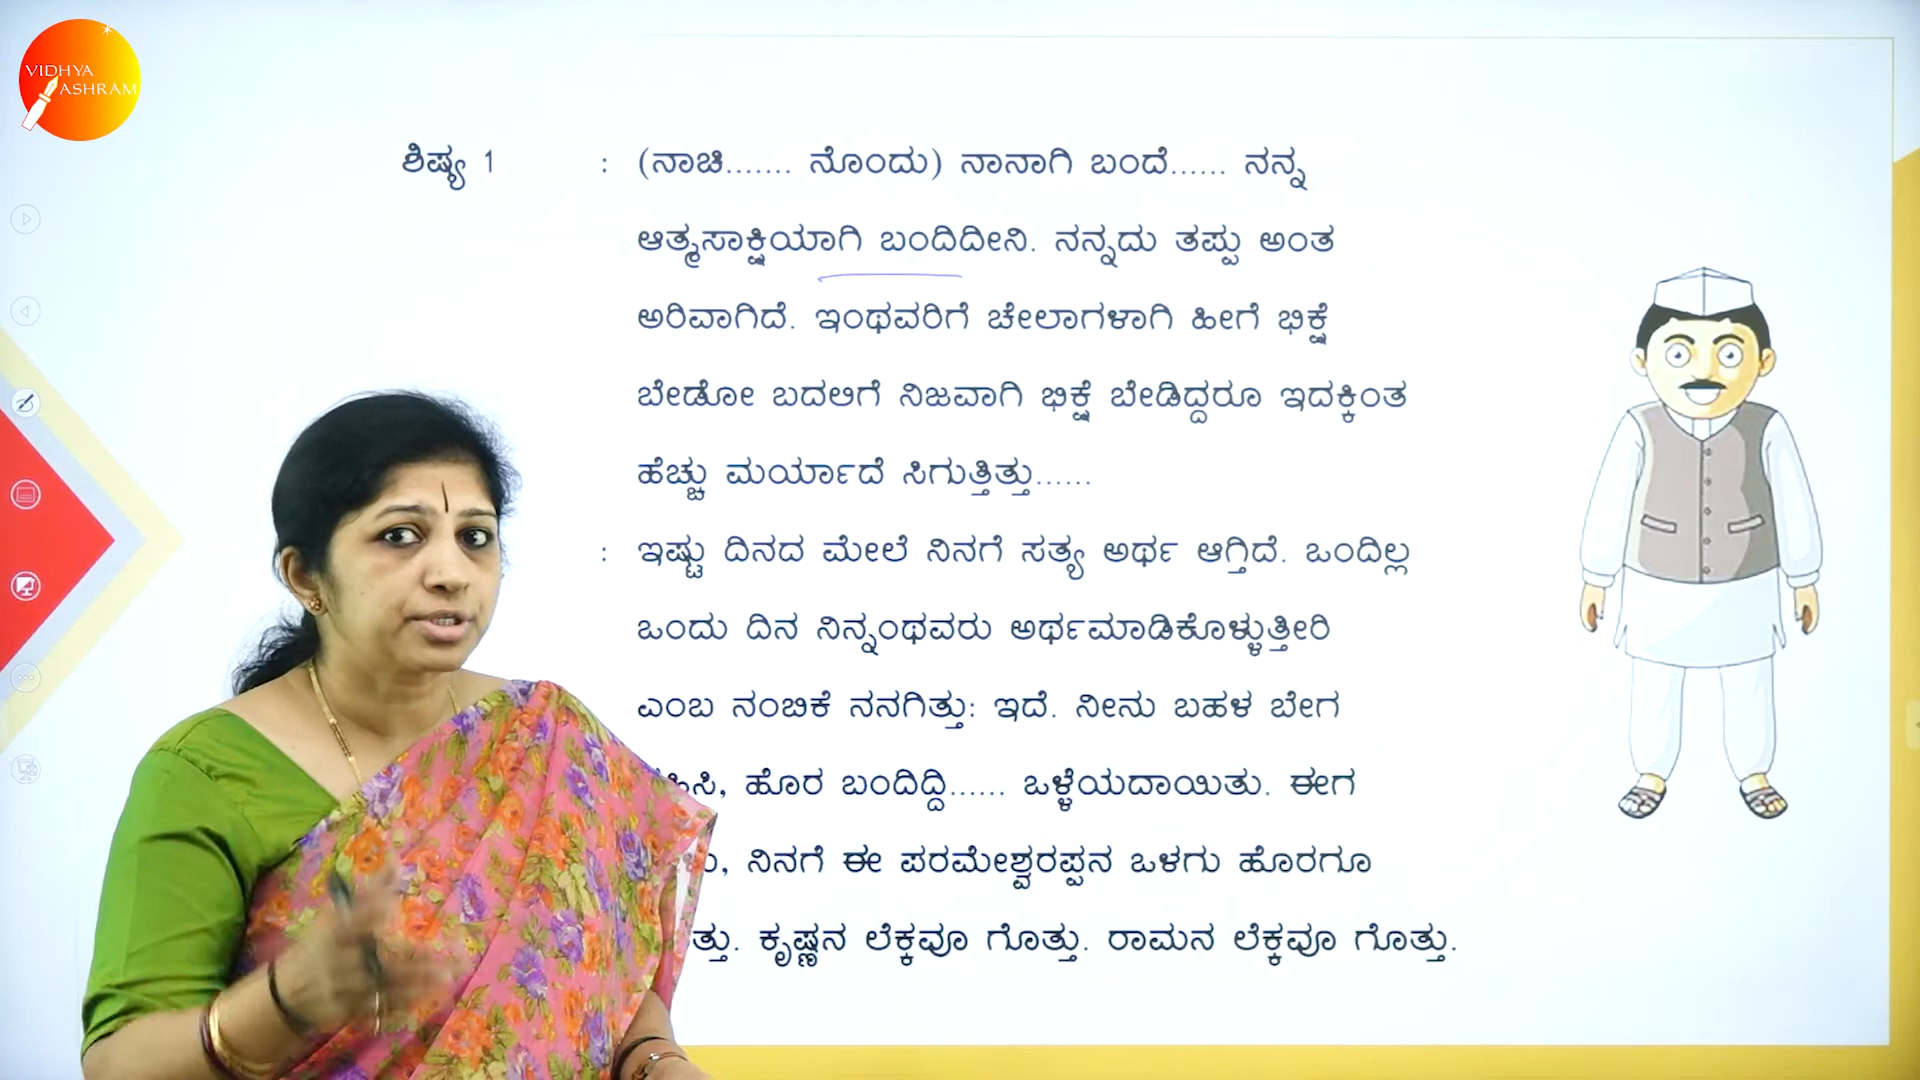 VIDHYA
ASHRAM
ಶಿಷ್ಯ 1 : (ನಾಚಿ....... ನೊಂದು) ನಾನಾಗಿ ಬಂದೆ...... ನನ್ನ
ಆತ್ಮಸಾಕ್ಷಿಯಾಗಿ ಬಂದಿದೀನಿ. ನನ್ನದು ತಪ್ಪು ಅಂತ
ಅರಿವಾಗಿದೆ. ಇಂಥವರಿಗೆ ಚೇಲಾಗಳಾಗಿ ಹೀಗೆ ಭಿಕ್ಷೆ
ಬೇಡೋ ಬದಲಿಗೆ ನಿಜವಾಗಿ ಭಿಕ್ಷೆ ಬೇಡಿದ್ದರೂ ಇದಕ್ಕಿಂತ
ಹೆಚ್ಚು ಮರ್ಯಾದೆ ಸಿಗುತ್ತಿತ್ತು......
: ಇಷ್ಟು ದಿನದ ಮೇಲೆ ನಿನಗೆ ಸತ್ಯ ಅರ್ಥ ಆಗ್ತಿದೆ. ಒಂದಿಲ್ಲ
ಒಂದು ದಿನ ನಿನ್ನಂಥವರು ಅರ್ಥಮಾಡಿಕೊಳ್ಳುತ್ತೀರಿ
ಎಂಬ ನಂಬಿಕೆ ನನಗಿತ್ತು: ಇದೆ. ನೀನು ಬಹಳ ಬೇಗ
ಹೊರ ಬಂದಿದ್ದಿ...... ಒಳ್ಳೆಯದಾಯಿತು. ಈಗ
ನಿನಗೆ ಈ ಪರಮೇಶ್ವರಪ್ಪನ ಒಳಗು ಹೊರಗೂ
ಕೃಷ್ಣನ ಲೆಕ್ಕವೂ ಗೊತ್ತು. ರಾಮನ ಲೆಕ್ಕವೂ ಗೊತ್ತು.